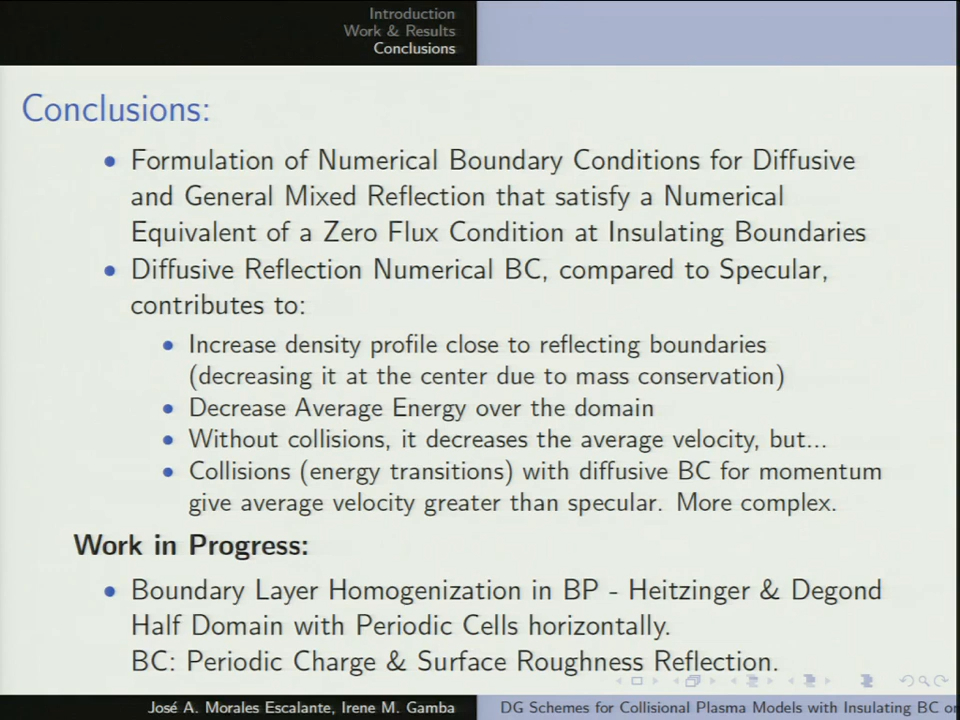 Introduction
Work & Results
Conclusions
Conclusions:
Formulation of Numerical Boundary Conditions for Diffusive
and General Mixed Reflection that satisfy a Numerical
Equivalent of a Zero Flux Condition at Insulating Boundaries
Diffusive Reflection Numerical BC, compared to Specular,
contributes to:
Increase density profile close to reflecting boundaries
(decreasing it at the center due to mass conservation)
Decrease Average Energy over the domain
Without collisions, it decreases the average velocity, but...
Collisions (energy transitions) with diffusive BC for momentum
give average velocity greater than specular. More complex.
Work in Progress:
Boundary Layer Homogenization in BP - Heitzinger & Degond
Half Domain with Periodic Cells horizontally.
BC: Periodic Charge & Surface Roughness Reflection.
José A. Morales Escalante, Irene M. Gamba
DG Schemes for Collisional Plasma Models with Insulating BC